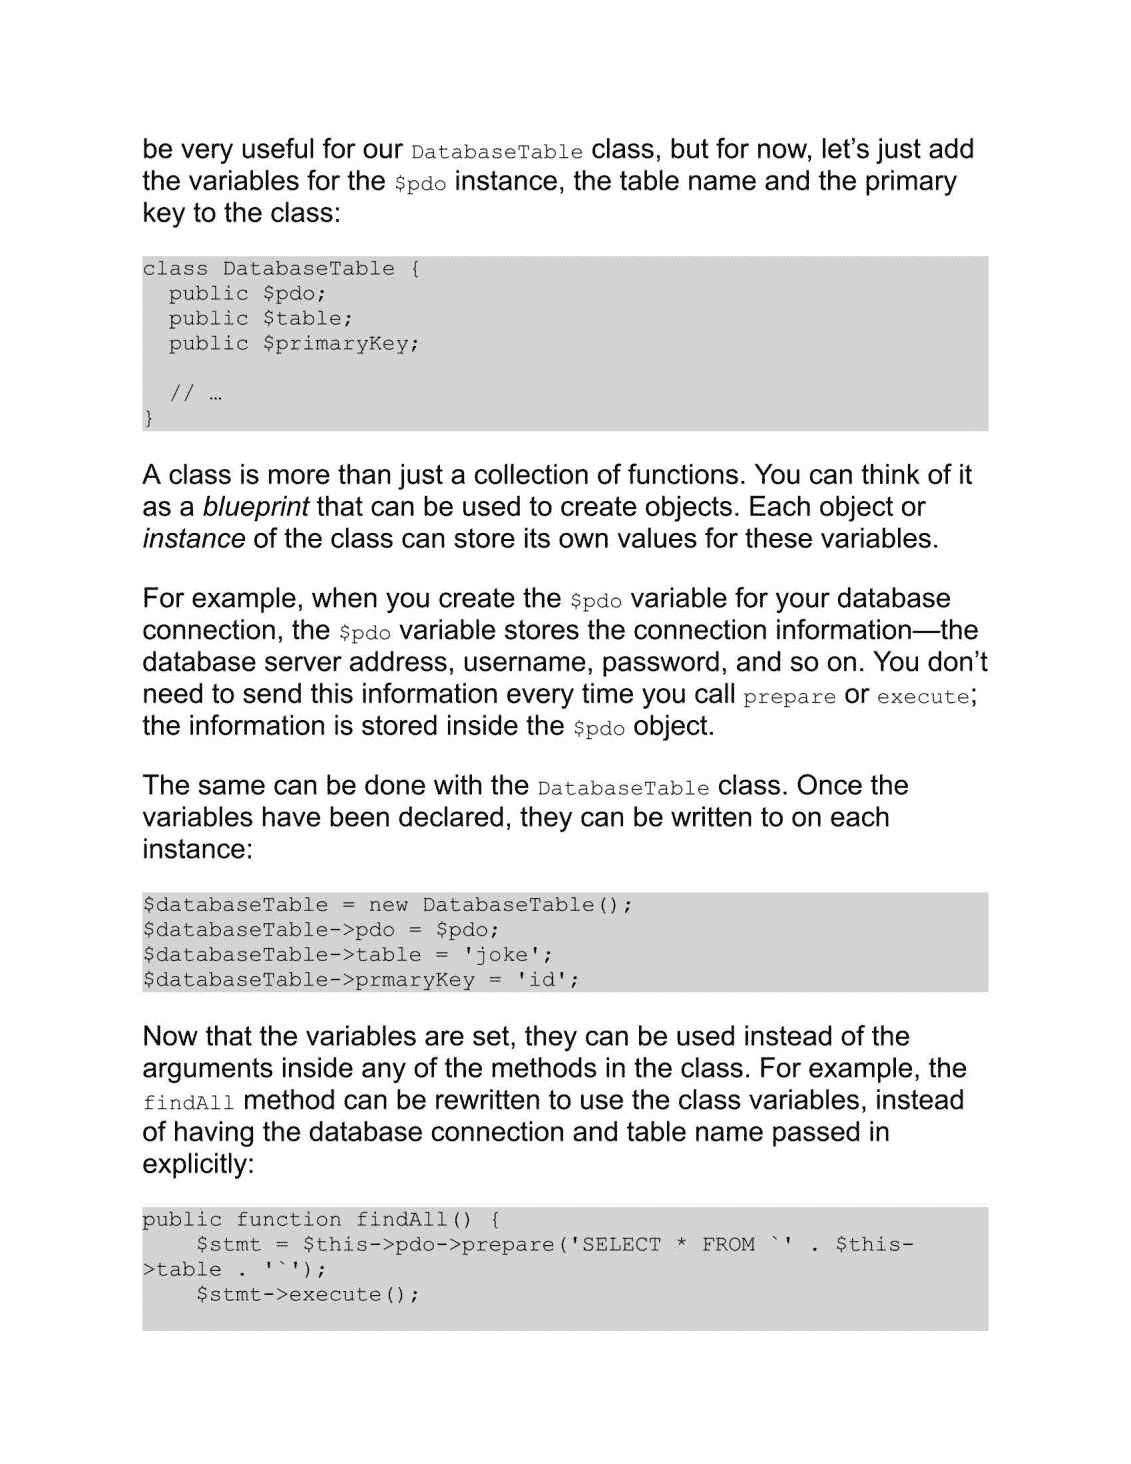 be very useful for our DatabaseTable class, but for now, let’s just add
the variables for the $pdo instance, the table name and the primary
key to the class:
class DatabaseTable {
  public $pdo;
  public $table;
  public $primaryKey;
  // …
}
A class is more than just a collection of functions. You can think of it
as a blueprint that can be used to create objects. Each object or
instance of the class can store its own values for these variables.
For example, when you create the $pdo variable for your database
connection, the $pdo variable stores the connection information—the
database server address, username, password, and so on. You don’t
need to send this information every time you call prepare or execute;
the information is stored inside the $pdo object.
The same can be done with the DatabaseTable class. Once the
variables have been declared, they can be written to on each
instance:
$databaseTable = new DatabaseTable();
$databaseTable->pdo = $pdo;
$databaseTable->table = 'joke';
$databaseTable->prmaryKey = 'id';
Now that the variables are set, they can be used instead of the
arguments inside any of the methods in the class. For example, the
findAll method can be rewritten to use the class variables, instead
of having the database connection and table name passed in
explicitly:
public function findAll() {
    $stmt = $this->pdo->prepare('SELECT * FROM `' . $this-
>table . '`');
    $stmt->execute();